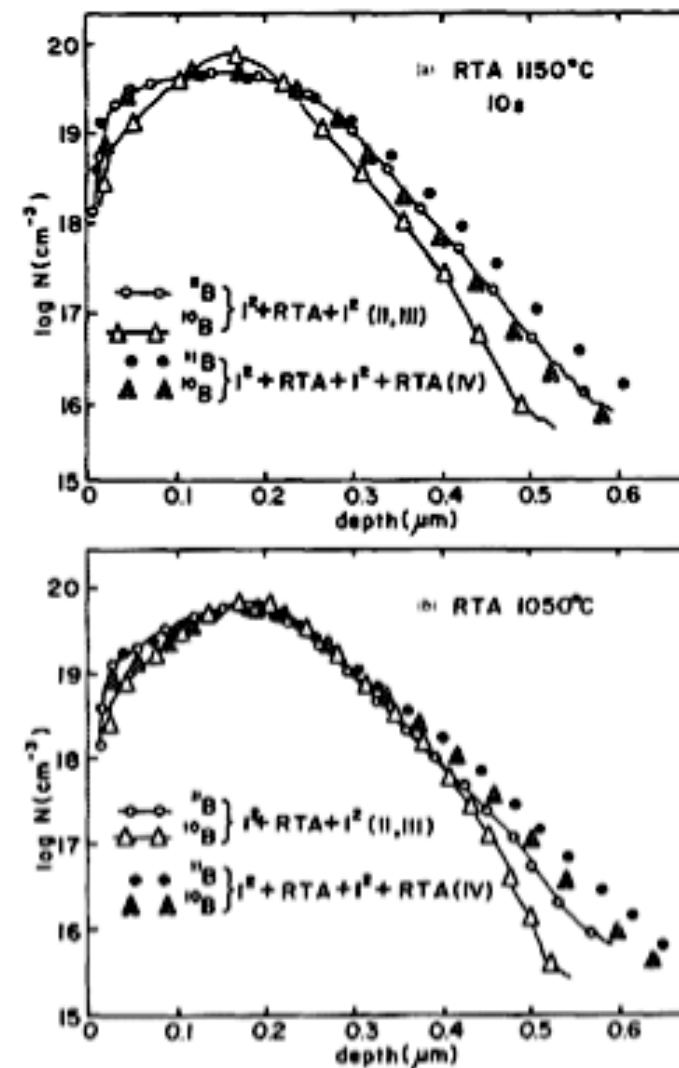 (a) RTA 1150°C
10s
log N(cm⁻³)
20
19
18
17
16
15
¹¹B
¹⁰B } I²+RTA+I² (II,III)
¹¹B
¹⁰B } I²+RTA+I²+RTA(IV)
0 0.1 0.2 0.3 0.4 0.5 0.6
depth(μm)
(b) RTA 1050°C
log N(cm⁻³)
20
19
18
17
16
15
¹¹B
¹⁰B } I²+RTA+I² (II,III)
¹¹B
¹⁰B } I²+RTA+I²+RTA(IV)
0 0.1 0.2 0.3 0.4 0.5 0.6
depth(μm)